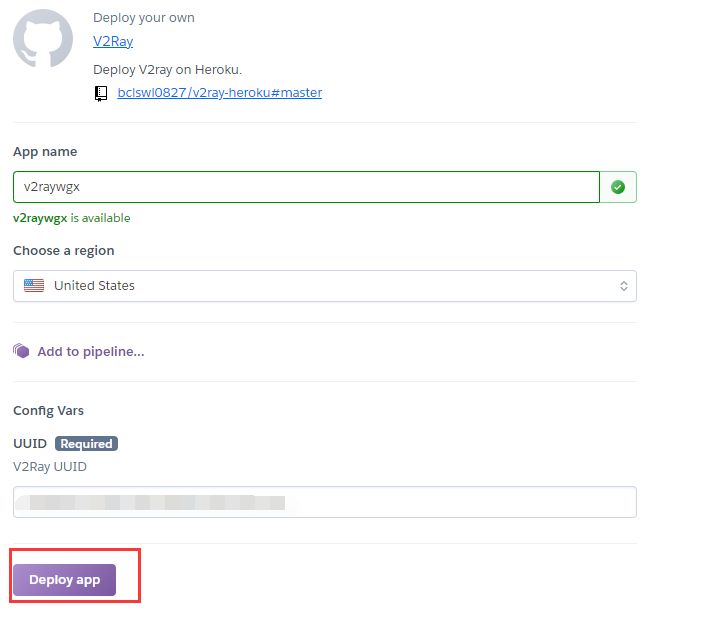 Deploy your own
V2Ray
Deploy V2ray on Heroku.
bclswl0827/v2ray-heroku#master
App name
v2raywgx
v2raywgx is available
Choose a region
United States
Add to pipeline...
Config Vars
UUID Required
V2Ray UUID
Deploy app